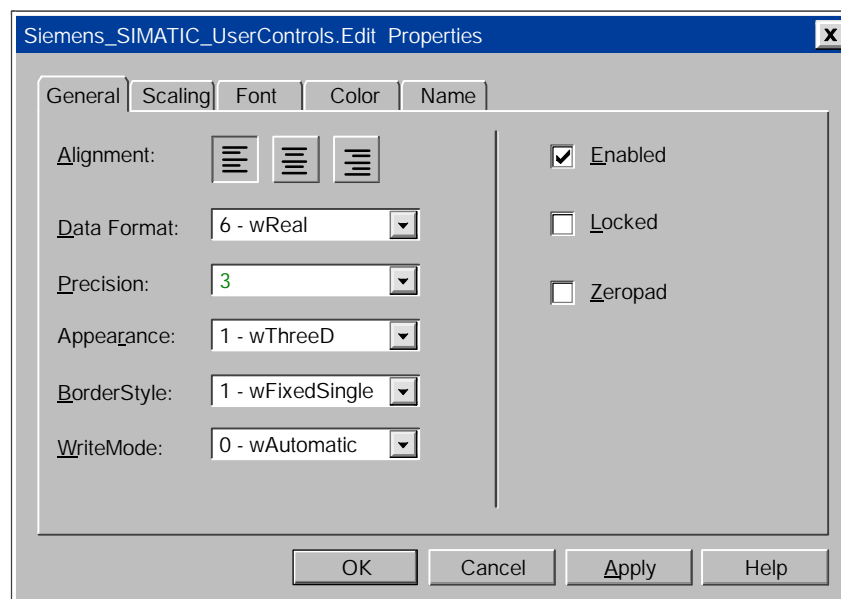 Siemens_SIMATIC_UserControls.Edit Properties
General Scaling Font Color Name
Alignment:
Enabled
Data Format: 6 - wReal
Locked
Precision: 3
Zeropad
Appearance: 1 - wThreeD
BorderStyle: 1 - wFixedSingle
WriteMode: 0 - wAutomatic
OK Cancel Apply Help